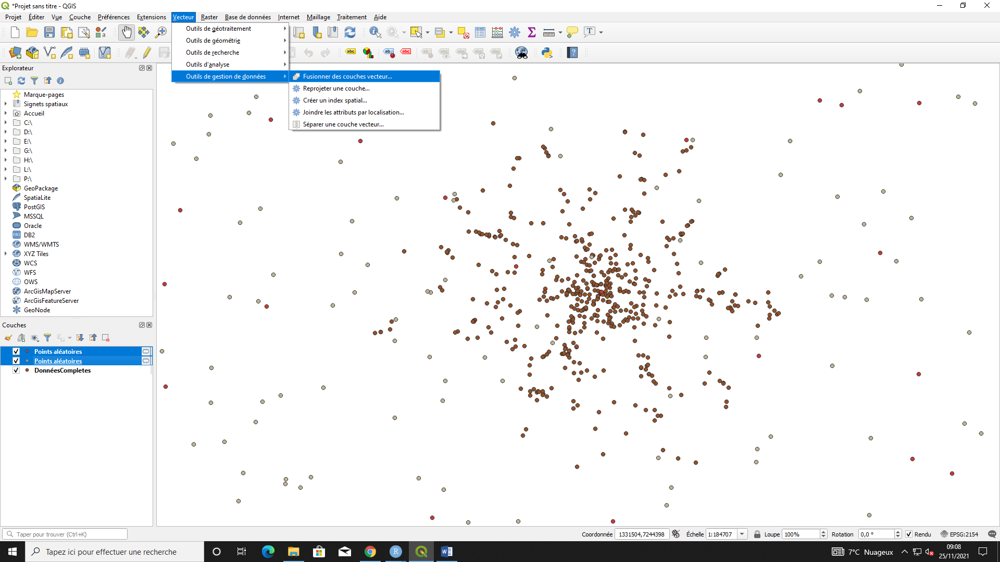 *Projet sans titre - QGIS
Projet Éditer Vue Couche Préférences Extensions Vecteur Raster Base de données Internet Maillage Traitement Aide
Outils de géotraitement
Outils de géométrie
Outils de recherche
Outils d'analyse
Outils de gestion de données
Fusionner des couches vecteur...
Reprojeter une couche...
Créer un index spatial...
Joindre les attributs par localisation...
Séparer une couche vecteur...
Explorateur
Marque-pages
Signets spatiaux
Accueil
C:\
D:\
E:\
G:\
H:\
L:\
P:\
GeoPackage
SpatiaLite
PostGIS
MSSQL
Oracle
DB2
WMS/WMTS
XYZ Tiles
WCS
WFS
OWS
ArcGisMapServer
ArcGisFeatureServer
GeoNode
Couches
Points aléatoires
Points aléatoires
DonnéesCompletes
Taper pour trouver (Ctrl+K)
Coordonnée 1331504,7244398 Échelle 1:184707 Loupe 100% Rotation 0,0 ° Rendu EPSG:2154
Tapez ici pour effectuer une recherche
7°C Nuageux
09:08
25/11/2021